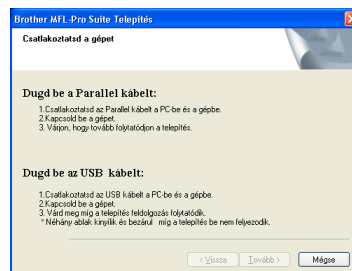 Brother MFL-Pro Suite Telepítés
Csatlakoztatsd a gépet
Dugd be a Parallel kábelt:
1.Csatlakoztatsd az Parallel kábelt a PC-be és a gépbe.
2.Kapcsold be a gépet.
3. Várjon, hogy tovább folytatódjon a telepítés.
Dugd be az USB kábelt:
1.Csatlakoztatsd az USB kábelt a PC-be és a gépbe.
2.Kapcsold be a gépet.
3. Várd meg míg a telepítés feldolgozás folytatódik.
* Néhány ablak kinyílik és bezárul míg a telepítés be nem fejyezodik.
< Vissza Tovább > Mégse